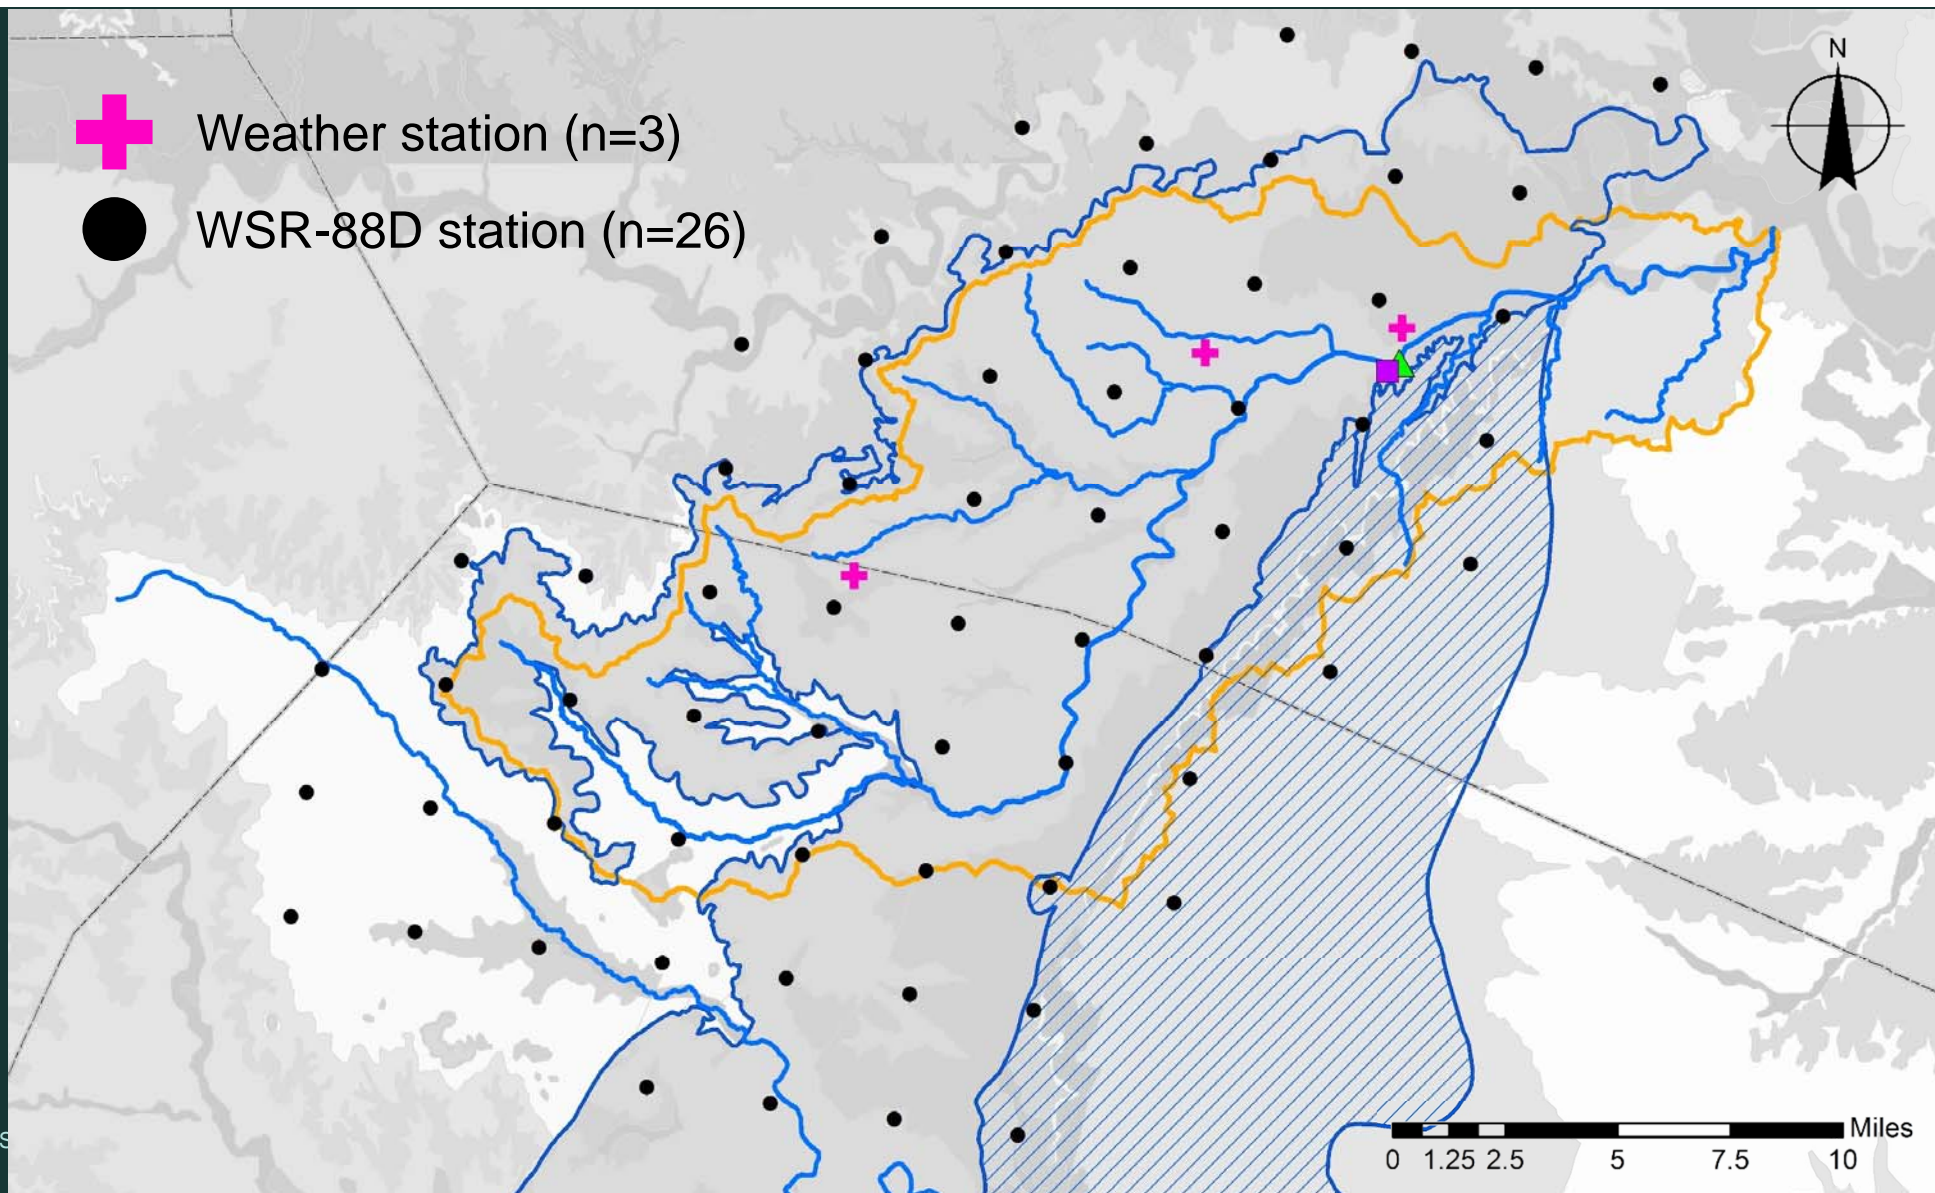 N
Weather station (n=3)
WSR-88D station (n=26)
Miles
0 1.25 2.5 5 7.5 10